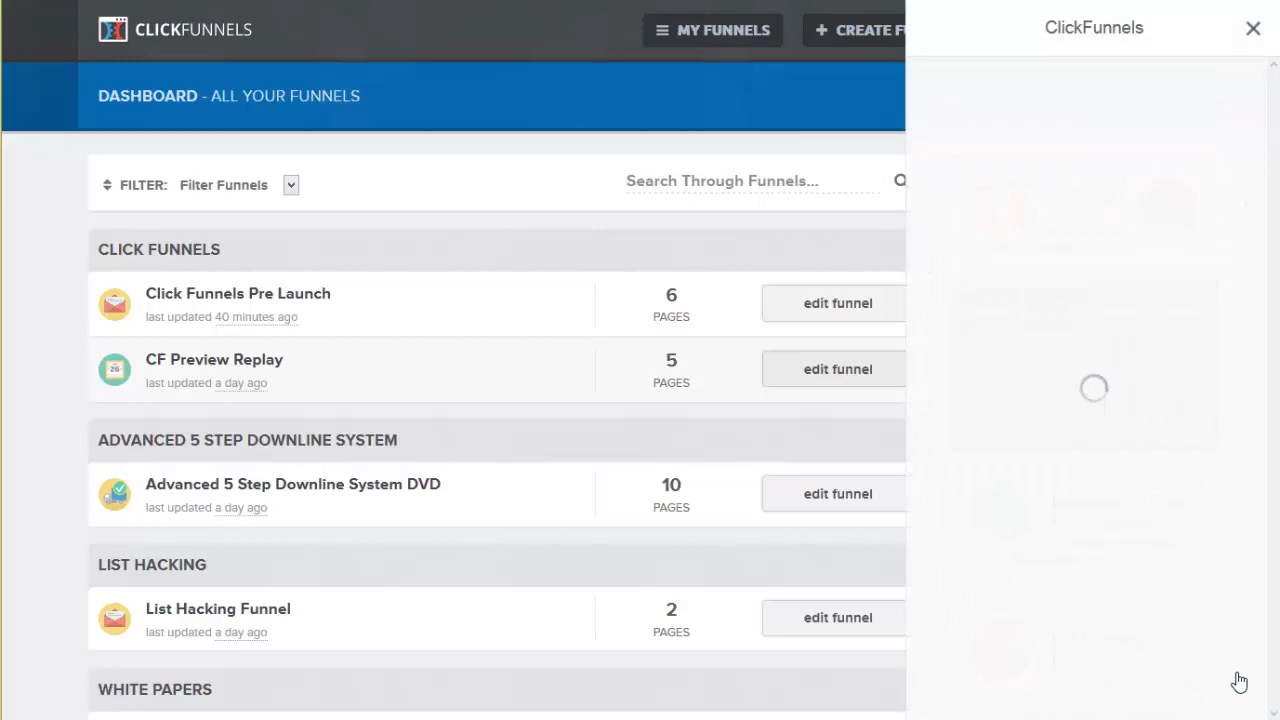 CLICKFUNNELS
MY FUNNELS
CREATE F
ClickFunnels
DASHBOARD - ALL YOUR FUNNELS
FILTER: Filter Funnels
Search Through Funnels...
CLICK FUNNELS
Click Funnels Pre Launch
last updated 40 minutes ago
6
PAGES
edit funnel
CF Preview Replay
last updated a day ago
5
PAGES
edit funnel
ADVANCED 5 STEP DOWNLINE SYSTEM
Advanced 5 Step Downline System DVD
last updated a day ago
10
PAGES
edit funnel
LIST HACKING
List Hacking Funnel
last updated a day ago
2
PAGES
edit funnel
WHITE PAPERS